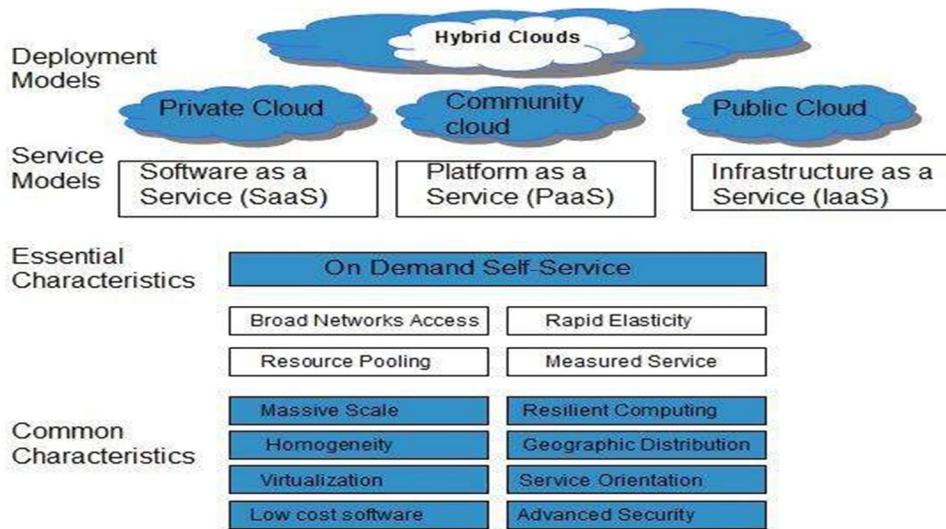 Hybrid Clouds
Deployment
Models
Private Cloud
Community
cloud
Public Cloud
Service
Models
Software as a
Service (SaaS)
Platform as a
Service (PaaS)
Infrastructure as a
Service (IaaS)
Essential
Characteristics
On Demand Self-Service
Broad Networks Access
Rapid Elasticity
Resource Pooling
Measured Service
Common
Characteristics
Massive Scale
Resilient Computing
Homogeneity
Geographic Distribution
Virtualization
Service Orientation
Low cost software
Advanced Security